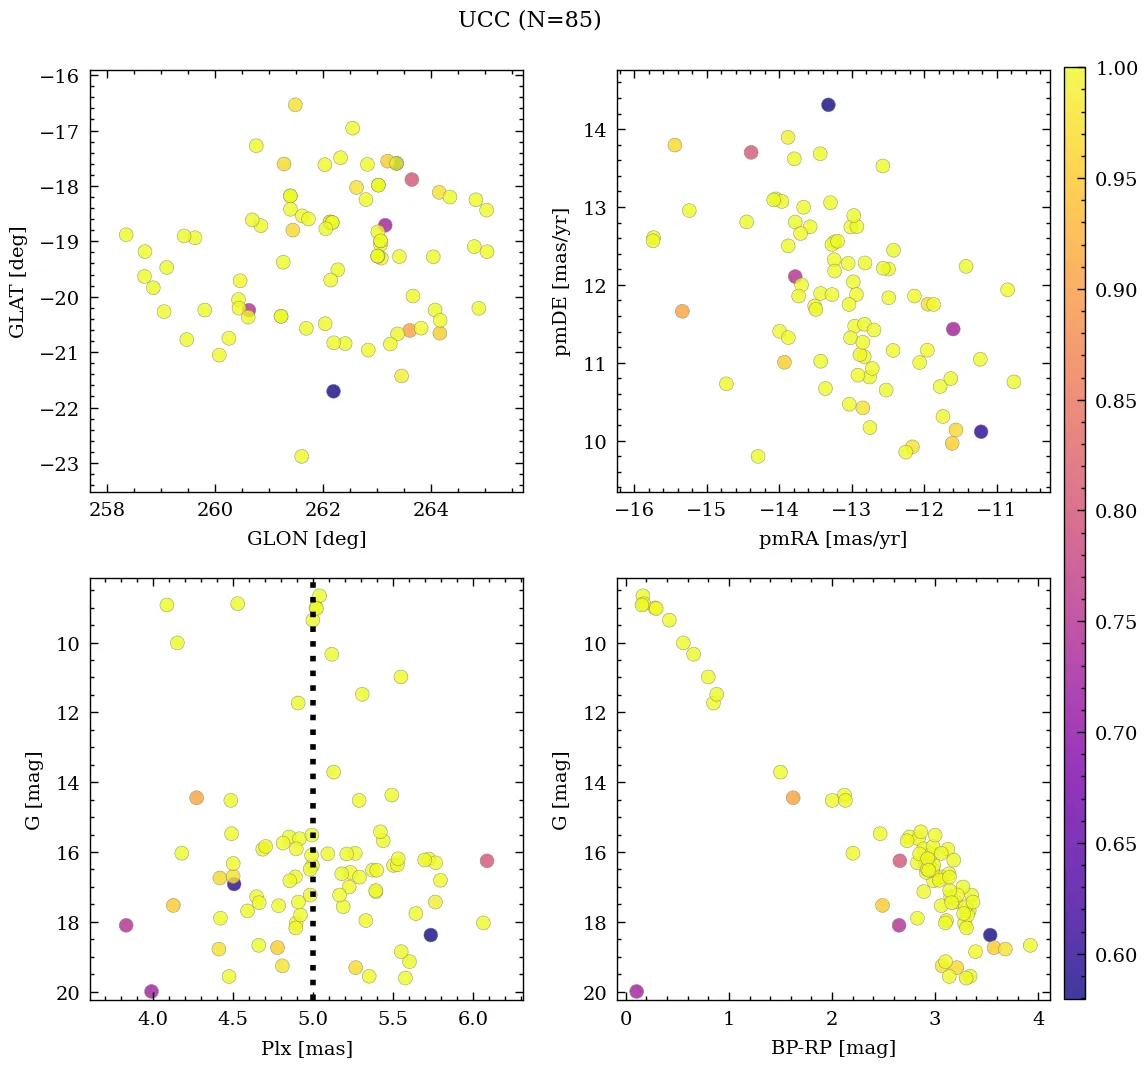 UCC (N=85)
−16
−17
−18
−19
−20
−21
−22
−23
GLAT [deg]
258 260 262 264
GLON [deg]
14
13
12
11
10
pmDE [mas/yr]
−16 −15 −14 −13 −12 −11
pmRA [mas/yr]
10
12
14
16
18
20
G [mag]
4.0 4.5 5.0 5.5 6.0
Plx [mas]
10
12
14
16
18
20
G [mag]
0 1 2 3 4
BP-RP [mag]
1.00
0.95
0.90
0.85
0.80
0.75
0.70
0.65
0.60